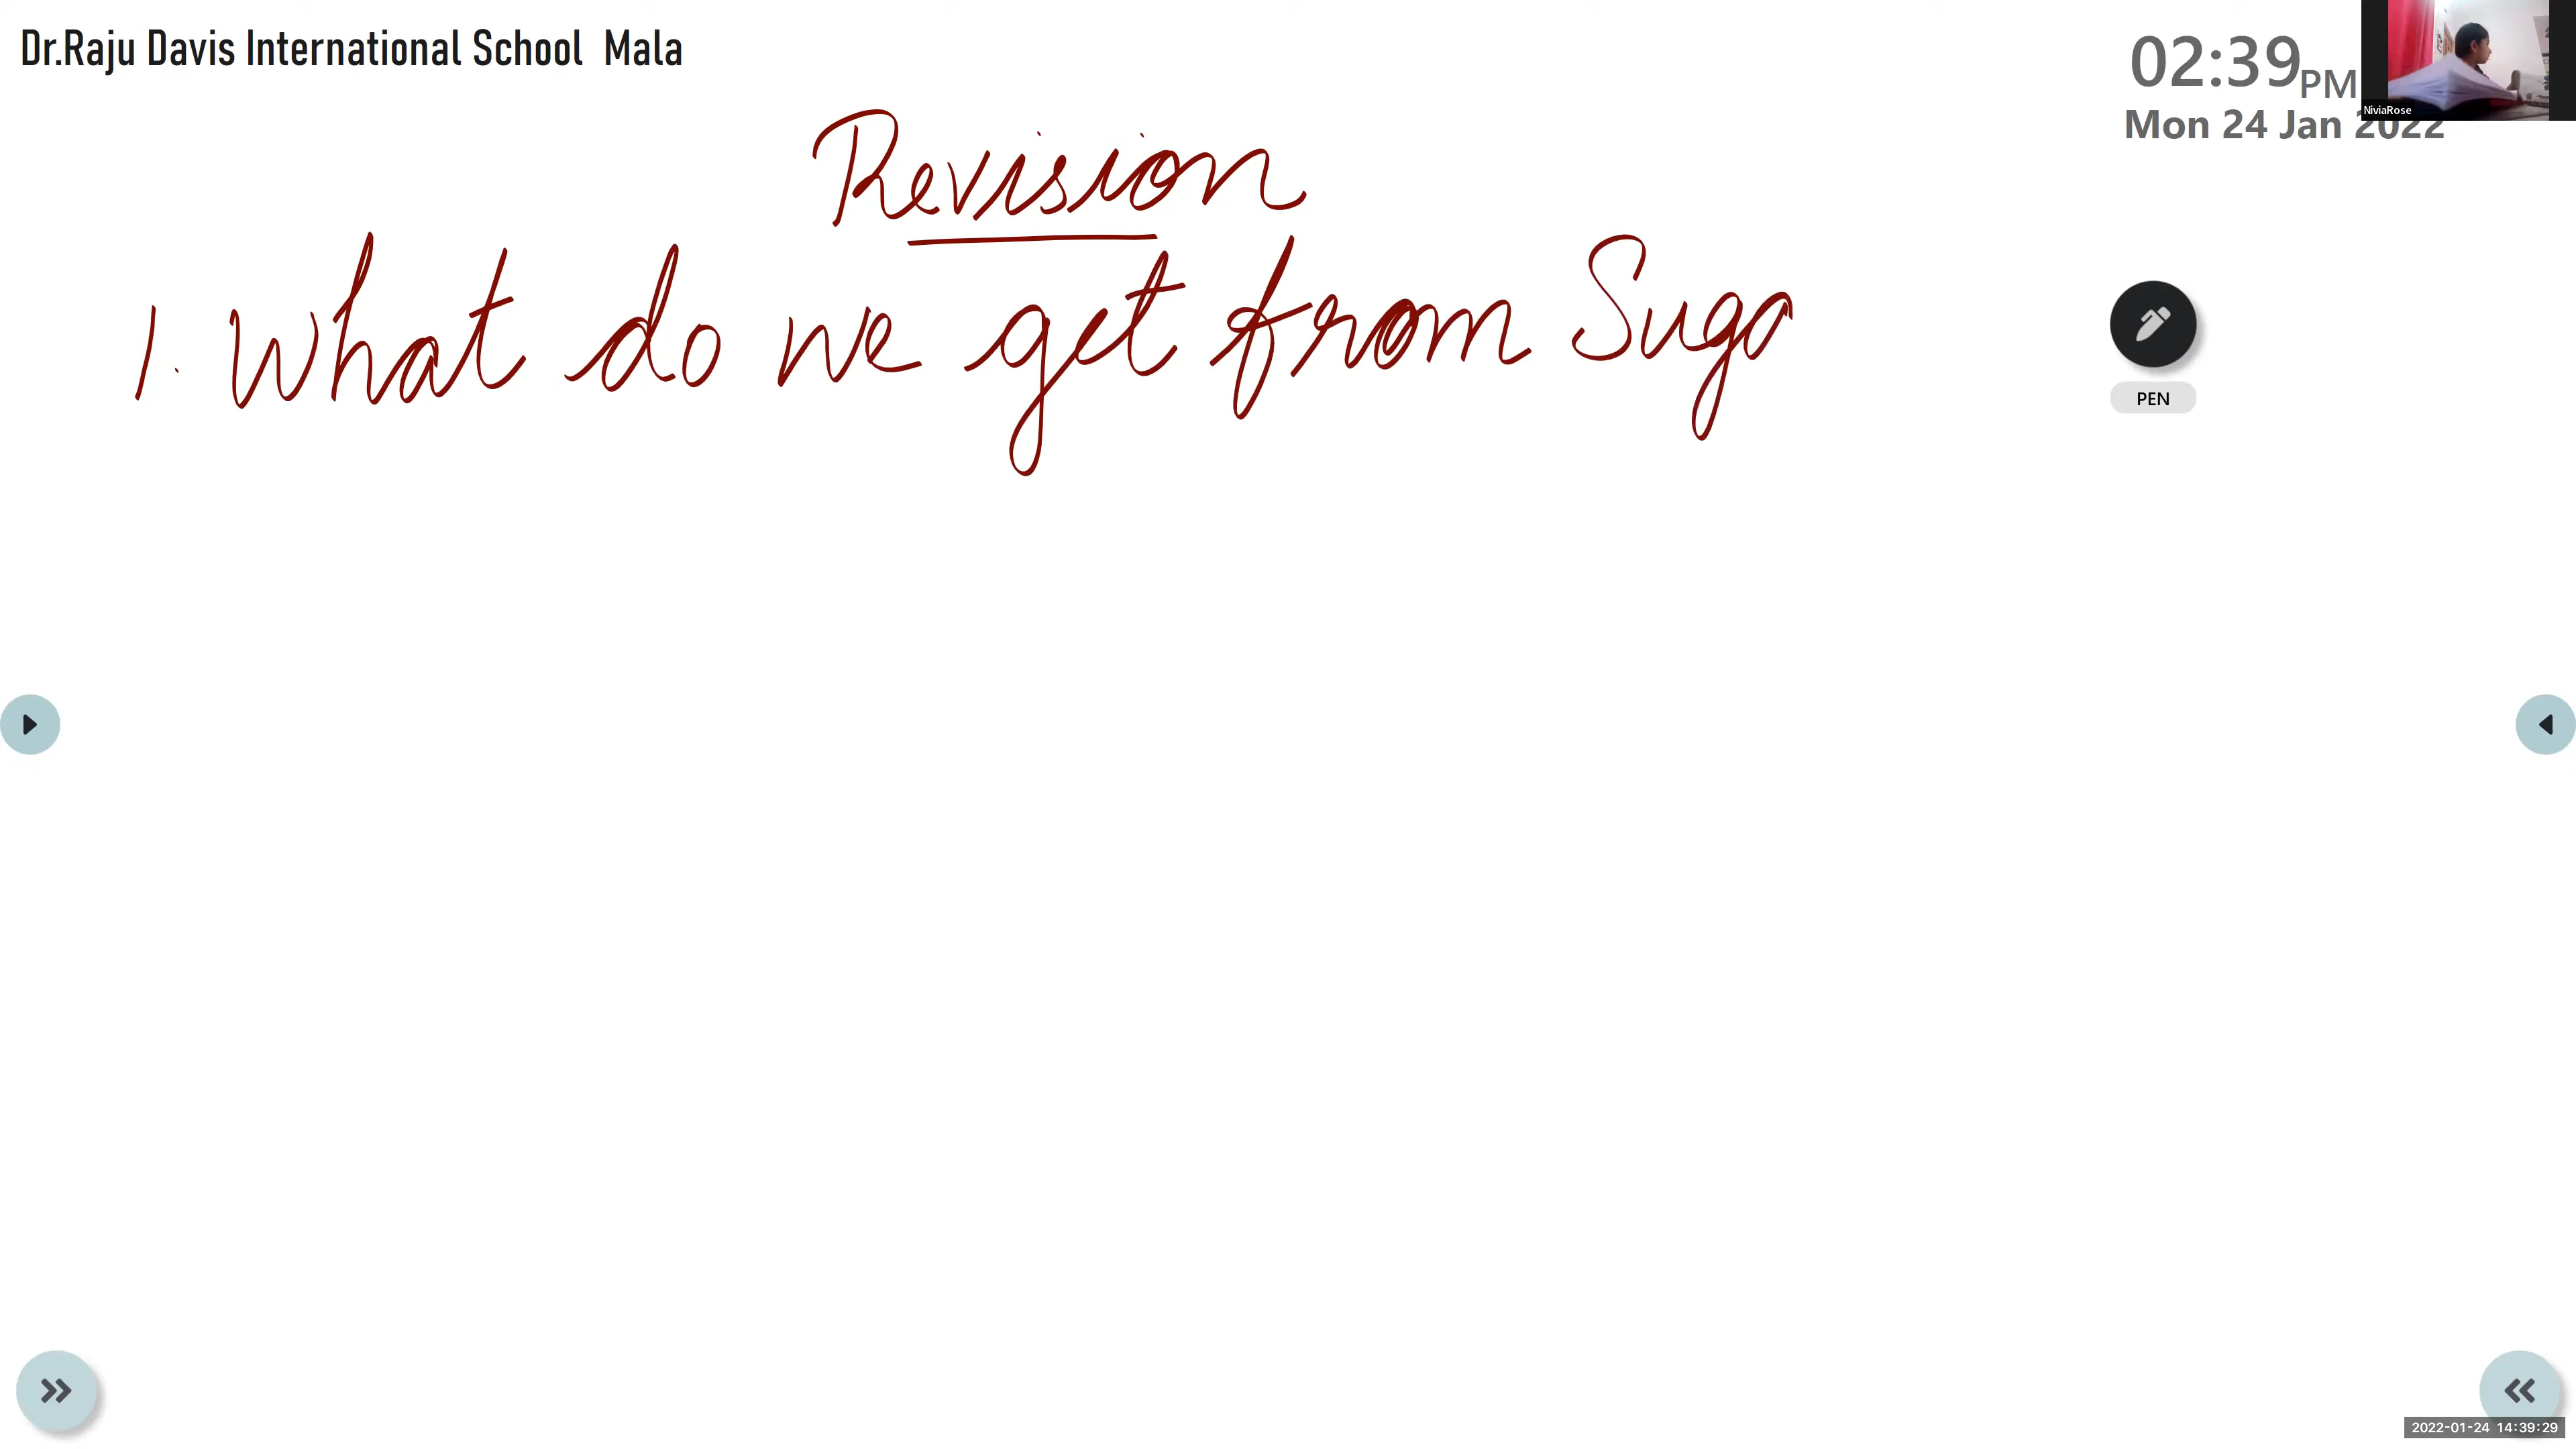 Dr.Raju Davis International School Mala
02:39PM
NiviaRose
Mon 24 Jan 2022
Revision
1. What do we get from Suga
PEN
2022-01-24 14:39:29